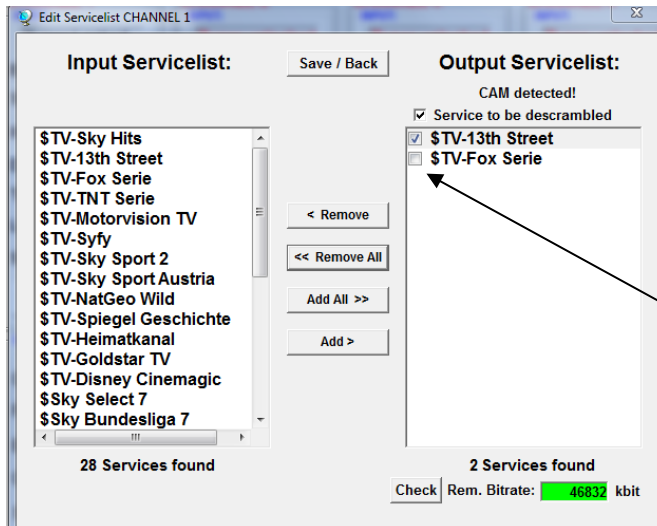 Edit Servicelist CHANNEL 1
Input Servicelist:
Save / Back
Output Servicelist:
CAM detected!
Service to be descrambled
$TV-Sky Hits
$TV-13th Street
$TV-Fox Serie
$TV-TNT Serie
$TV-Motorvision TV
$TV-Syfy
$TV-Sky Sport 2
$TV-Sky Sport Austria
$TV-NatGeo Wild
$TV-Spiegel Geschichte
$TV-Heimatkanal
$TV-Goldstar TV
$TV-Disney Cinemagic
$Sky Select 7
$Sky Bundesliga 7
28 Services found
< Remove
<< Remove All
Add All >>
Add >
$TV-13th Street
$TV-Fox Serie
2 Services found
Check Rem. Bitrate: 46832 kbit